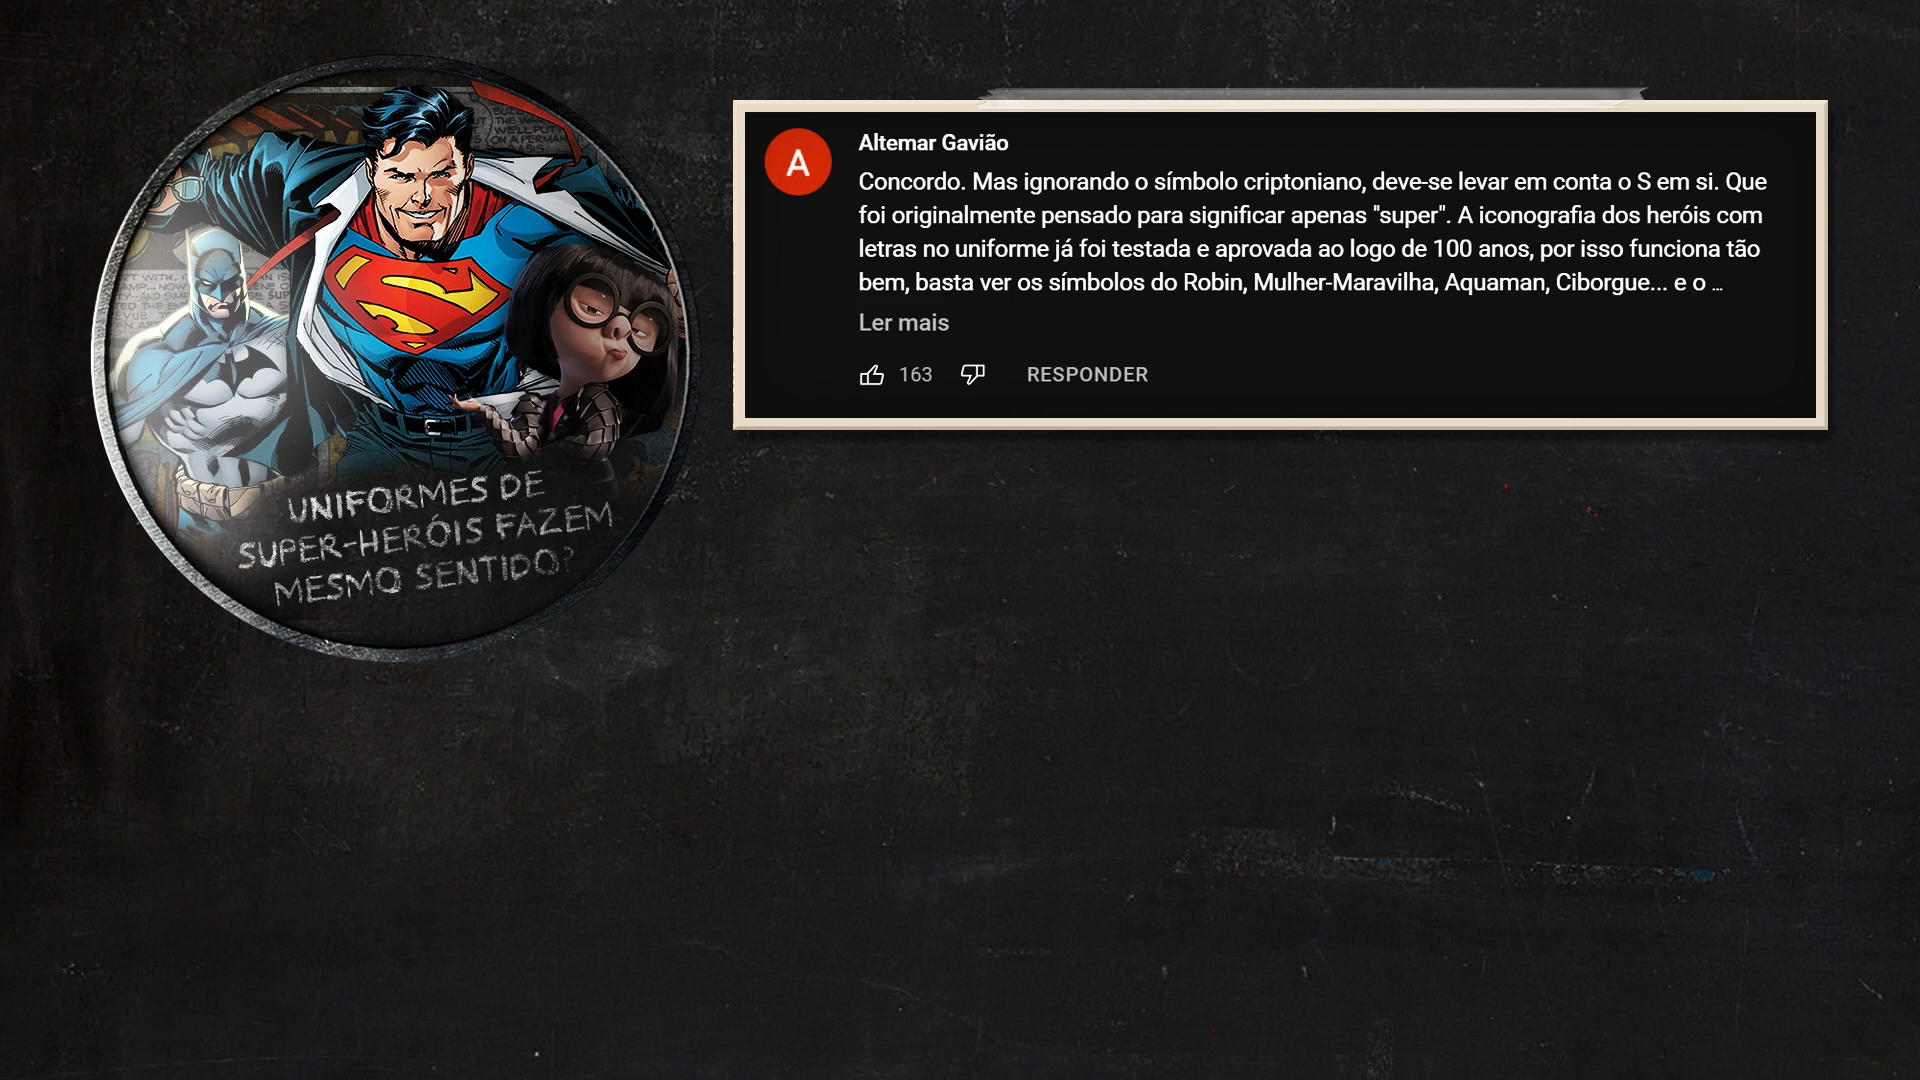 UNIFORMES DE
SUPER-HERÓIS FAZEM
MESMO SENTIDO?
A
Altemar Gavião
Concordo. Mas ignorando o símbolo criptoniano, deve-se levar em conta o S em si. Que
foi originalmente pensado para significar apenas "super". A iconografia dos heróis com
letras no uniforme já foi testada e aprovada ao logo de 100 anos, por isso funciona tão
bem, basta ver os símbolos do Robin, Mulher-Maravilha, Aquaman, Ciborgue... e o ...
Ler mais
163
RESPONDER